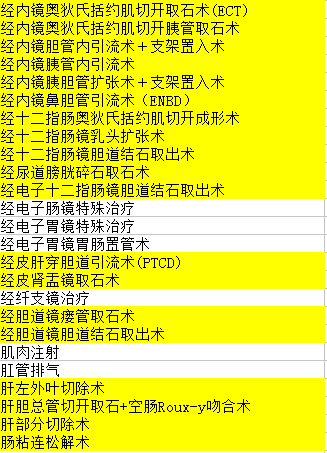 经内镜奥狄氏括约肌切开取石术(ECT)
经内镜奥狄氏括约肌切开胰管取石术
经内镜胆管内引流术＋支架置入术
经内镜胰管内引流术
经内镜胰胆管扩张术＋支架置入术
经内镜鼻胆管引流术（ENBD）
经十二指肠奥狄氏括约肌切开成形术
经十二指肠镜乳头扩张术
经十二指肠镜胆道结石取出术
经尿道膀胱碎石取石术
经电子十二指肠镜胆道结石取出术
经电子肠镜特殊治疗
经电子胃镜特殊治疗
经电子胃镜胃肠置管术
经皮肝穿胆道引流术(PTCD)
经皮肾盂镜取石术
经纤支镜治疗
经胆道镜瘘管取石术
经胆道镜胆道结石取出术
肌肉注射
肛管排气
肝左外叶切除术
肝胆总管切开取石+空肠Roux-y吻合术
肝部分切除术
肠粘连松解术